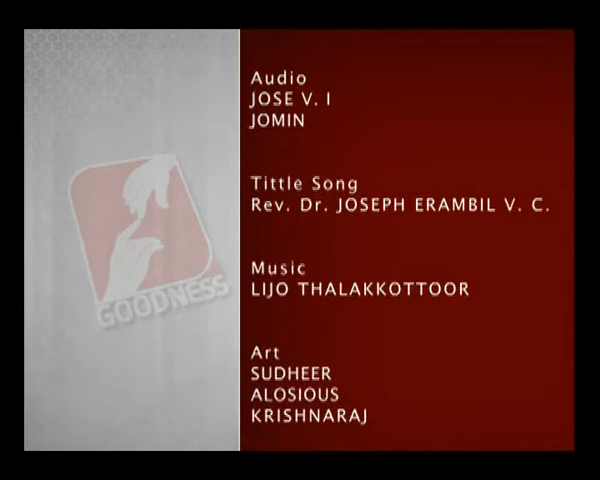 Audio
JOSE V. I
JOMIN
Tittle Song
Rev. Dr. JOSEPH ERAMBIL V. C.
Music
LIJO THALAKKOTTOOR
Art
SUDHEER
ALOSIOUS
KRISHNARAJ
GOODNESS